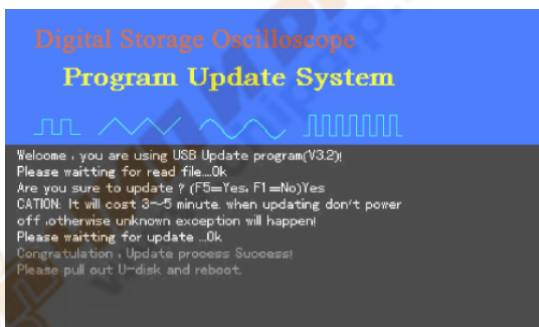 Digital Storage Oscilloscope
Program Update System
Welcome , you are using USB Update program(V3.2)!
Please waitting for read file....Ok
Are you sure to update ? (F5=Yes, F1=No)Yes
CATION: It will cost 3~5 minute. when updating don't power
off ,otherwise unknown exception will happen!
Please waitting for update ...Ok
Congratulation , Update process Success!
Please pull out U-disk and reboot.